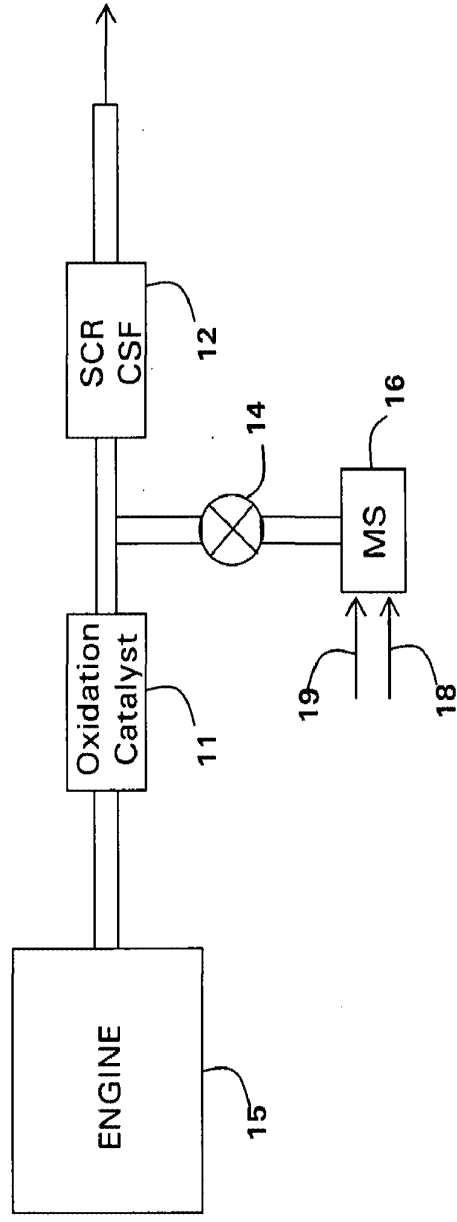 ENGINE
15
Oxidation
Catalyst
11
SCR
CSF
12
14
MS
16
19
18